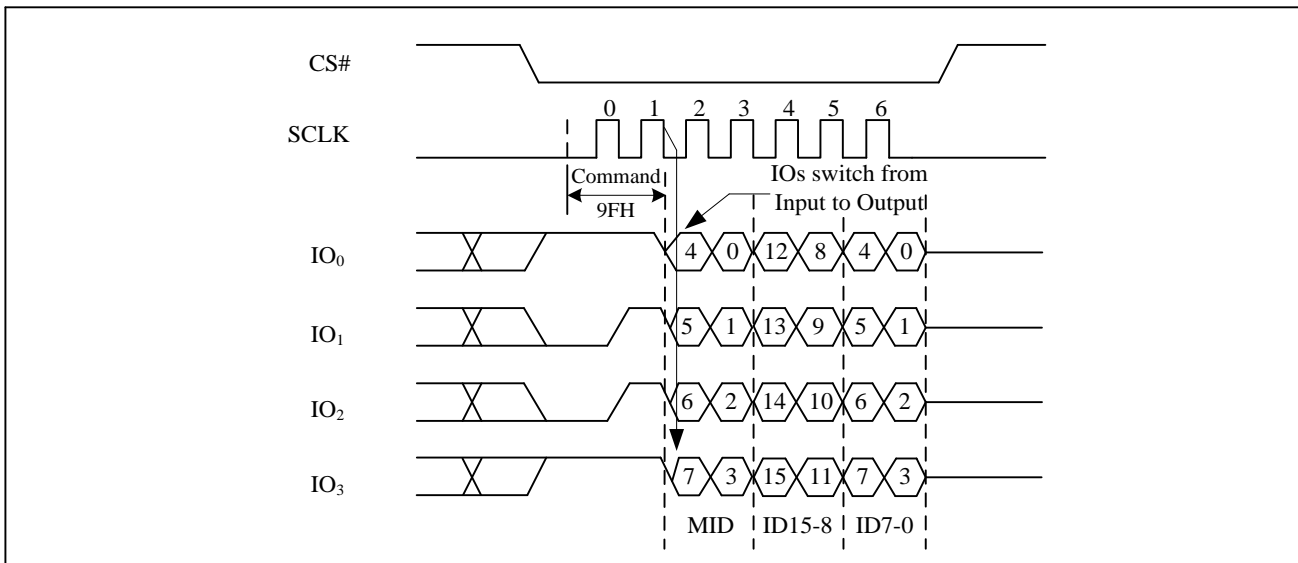 CS#
0 1 2 3 4 5 6
SCLK
Command
9FH
IOs switch from
Input to Output
IO0 4 0 12 8 4 0
IO1 5 1 13 9 5 1
IO2 6 2 14 10 6 2
IO3 7 3 15 11 7 3
MID ID15-8 ID7-0